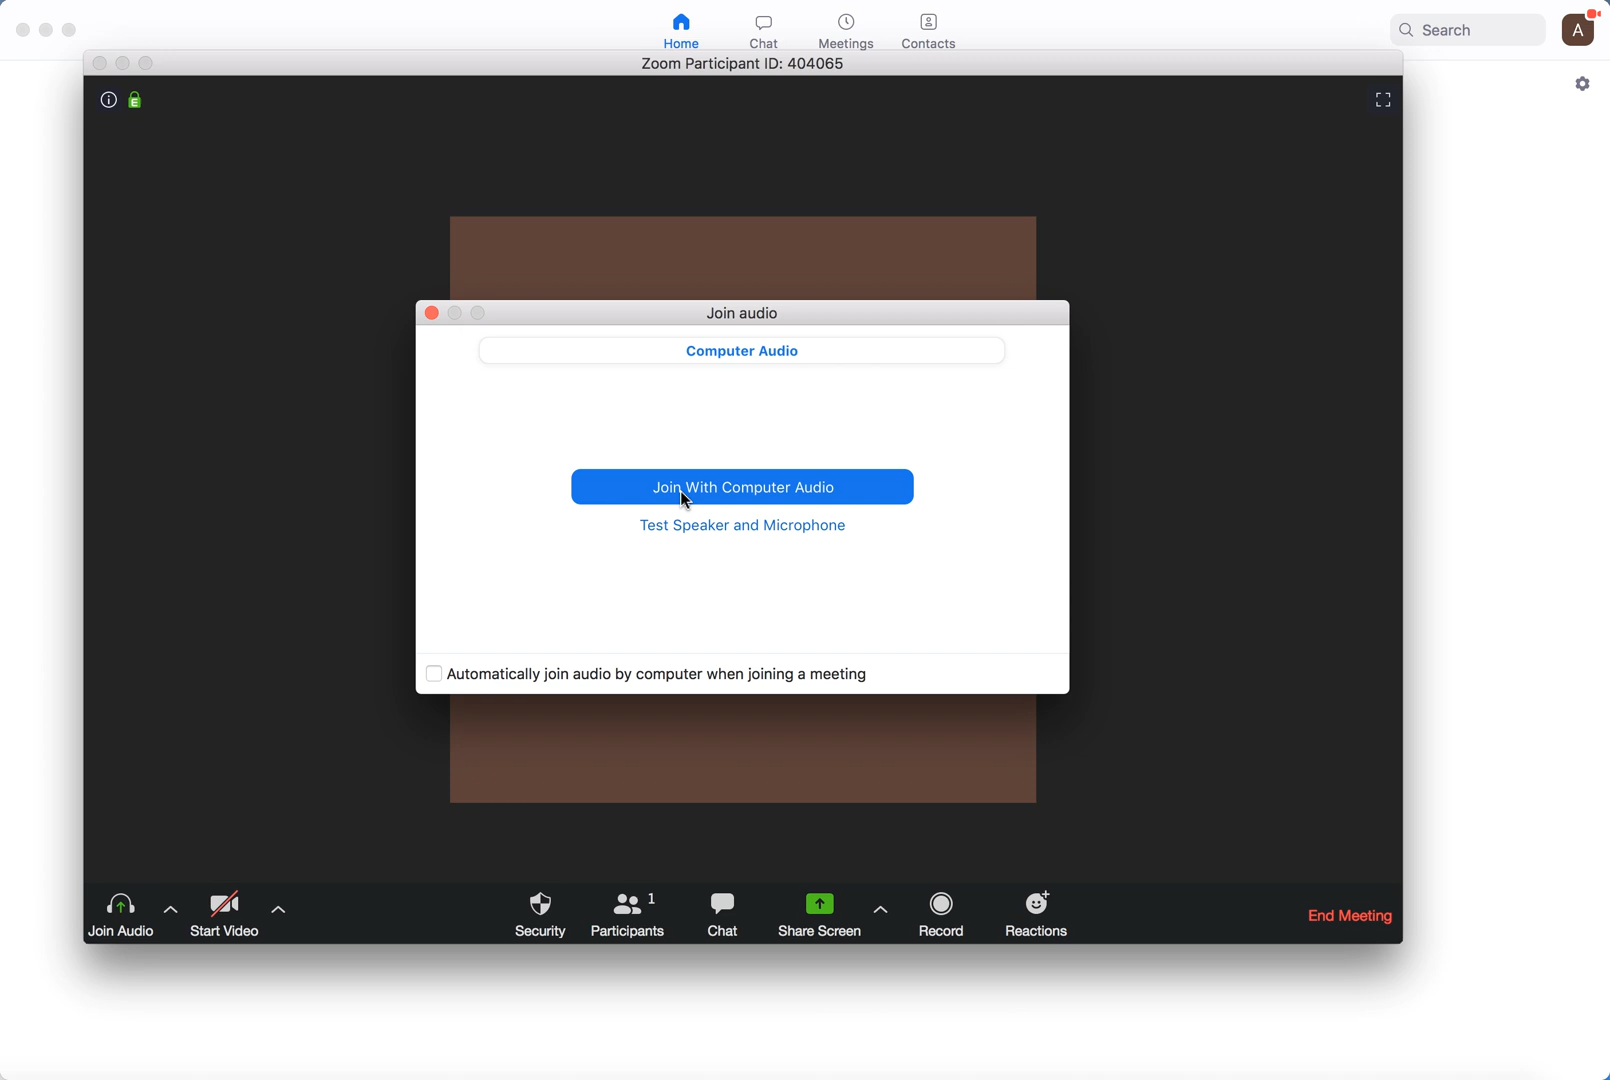 Home
Chat
Meetings
Contacts
Search
A
Zoom Participant ID: 404065
E
Join audio
Computer Audio
Join With Computer Audio
Test Speaker and Microphone
Automatically join audio by computer when joining a meeting
Join Audio
Start Video
Security
1
Participants
Chat
Share Screen
Record
Reactions
End Meeting